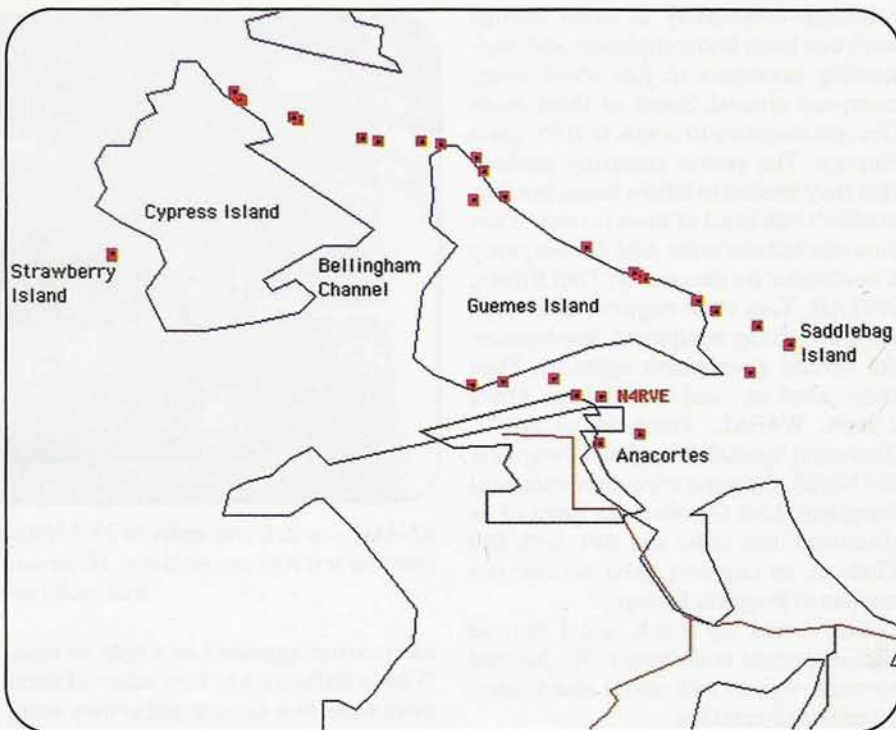 Cypress Island
Strawberry
Island
Bellingham
Channel
Guemes Island
Saddlebag
Island
N4RVE
Anacortes